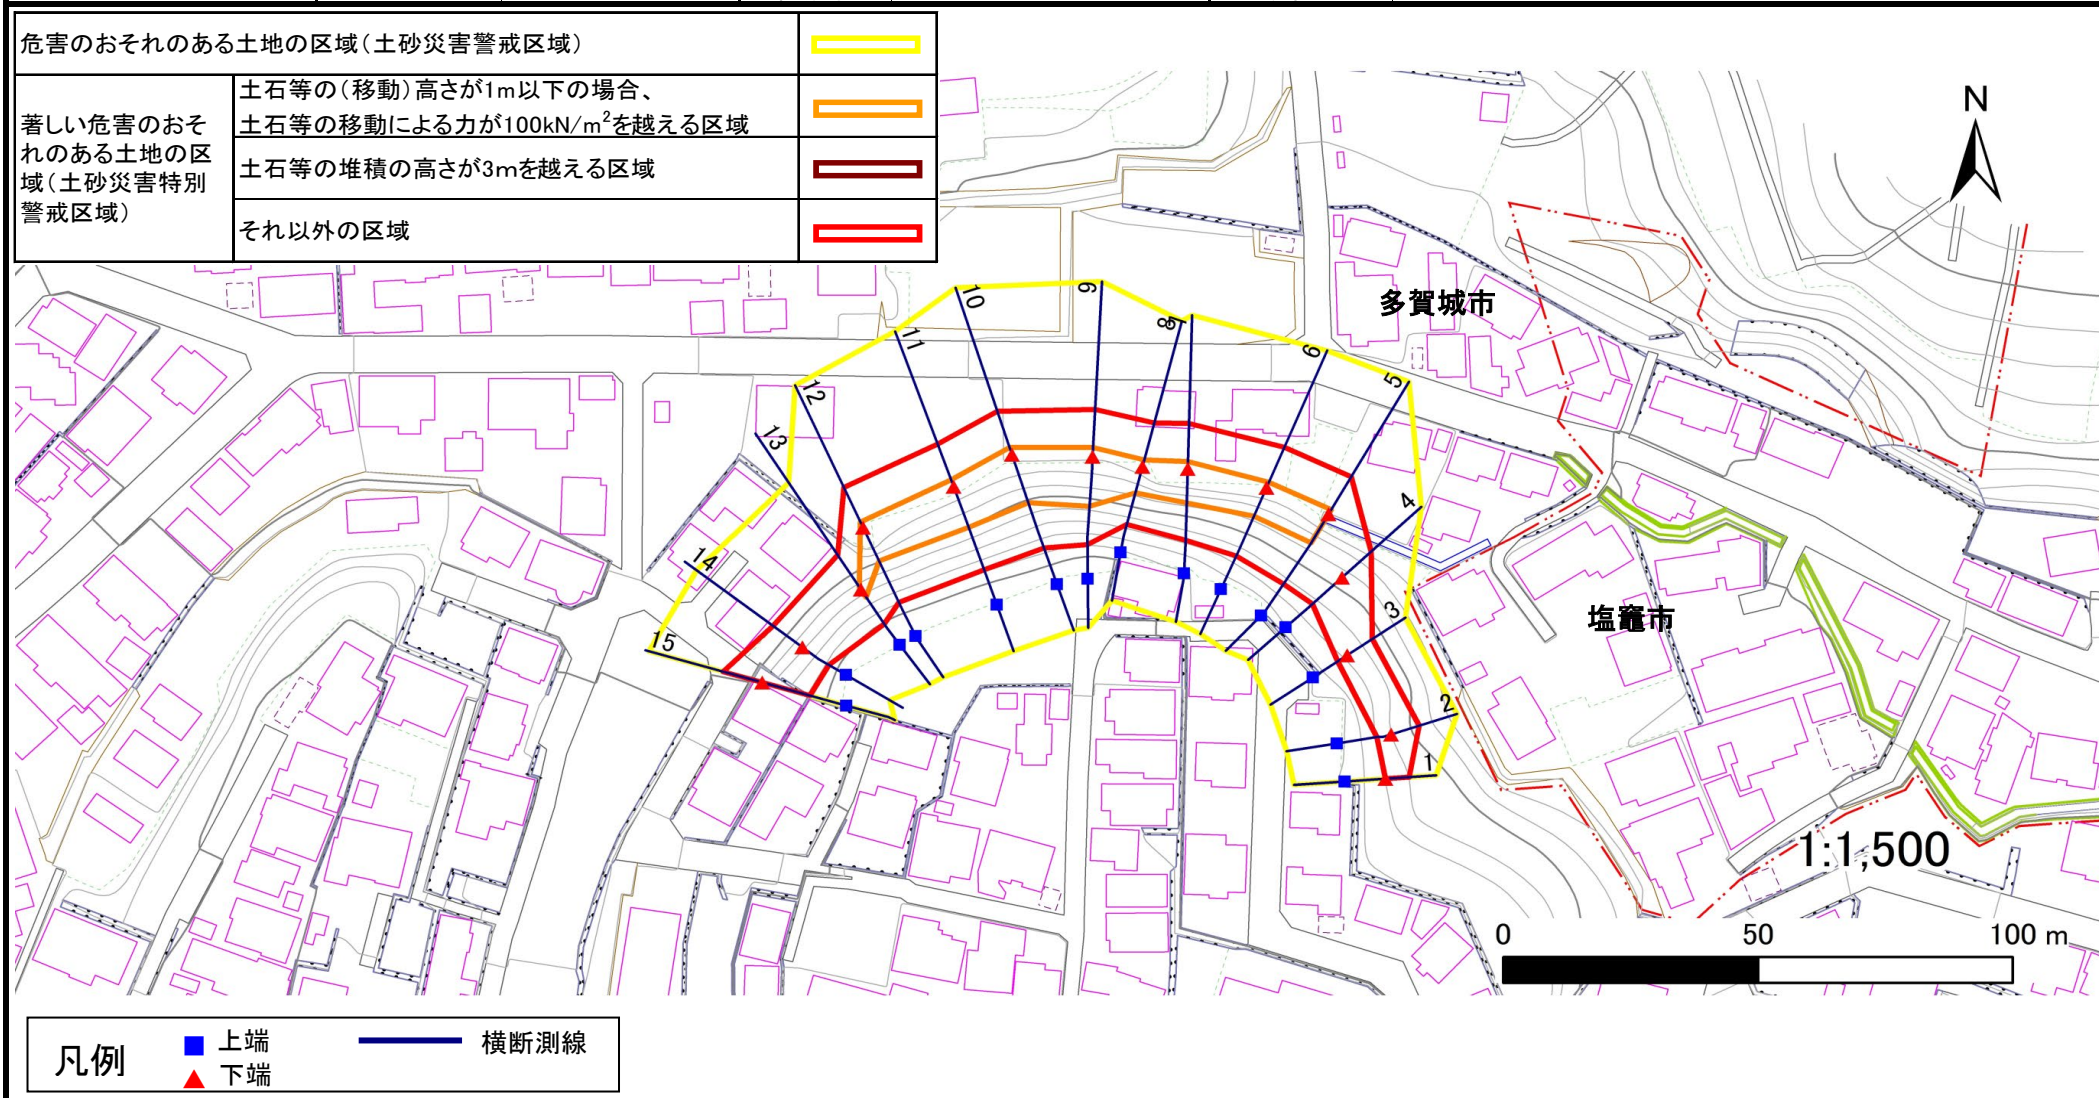 危害のおそれのある土地の区域(土砂災害警戒区域)
著しい危害のおそ
れのある土地の区
域(土砂災害特別
警戒区域)
土石等の(移動)高さが1m以下の場合、
土石等の移動による力が100kN/m²を越える区域
土石等の堆積の高さが3mを越える区域
それ以外の区域
N
多賀城市
塩竈市
1
2
3
4
5
6
8
9
10
11
12
13
14
15
1:1,500
0 50 100 m
凡例
上端
下端
横断測線